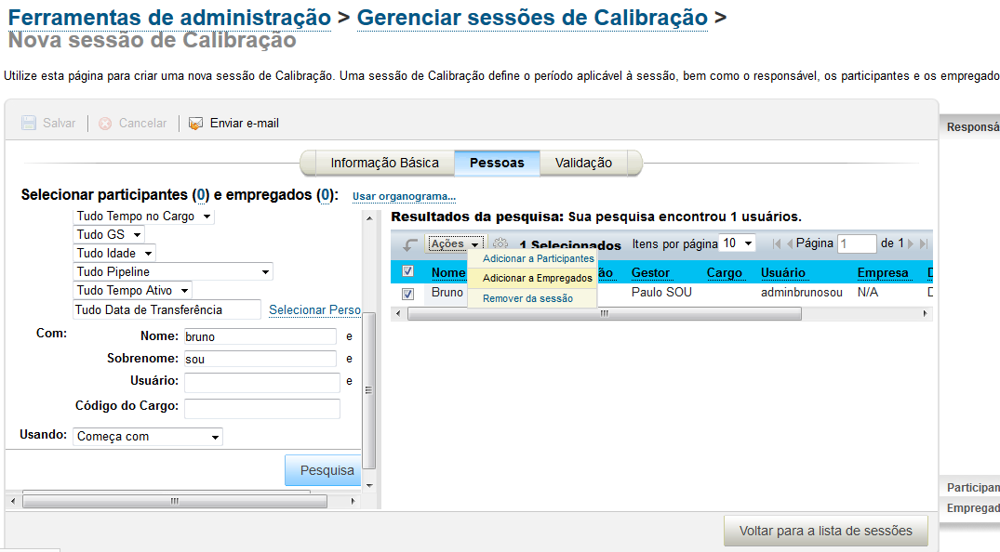 Ferramentas de administração > Gerenciar sessões de Calibração >
Nova sessão de Calibração
Utilize esta página para criar uma nova sessão de Calibração. Uma sessão de Calibração define o período aplicável à sessão, bem como o responsável, os participantes e os empregado
Salvar Cancelar Enviar e-mail
Responsá
Informação Básica Pessoas Validação
Selecionar participantes (0) e empregados (0): Usar organograma...
Tudo Tempo no Cargo
Tudo GS
Tudo Idade
Tudo Pipeline
Tudo Tempo Ativo
Tudo Data de Transferência Selecionar Perso
Com: Nome: bruno e
Sobrenome: sou e
Usuário: e
Código do Cargo:
Usando: Começa com
Pesquisa
Resultados da pesquisa: Sua pesquisa encontrou 1 usuários.
Ações 1 Selecionados Itens por página 10 Página 1 de 1
Adicionar a Participantes
Adicionar a Empregados
Remover da sessão
Nome ão Gestor Cargo Usuário Empresa D
Bruno Paulo SOU adminbrunosou N/A D
Participan
Empregad
Voltar para a lista de sessões